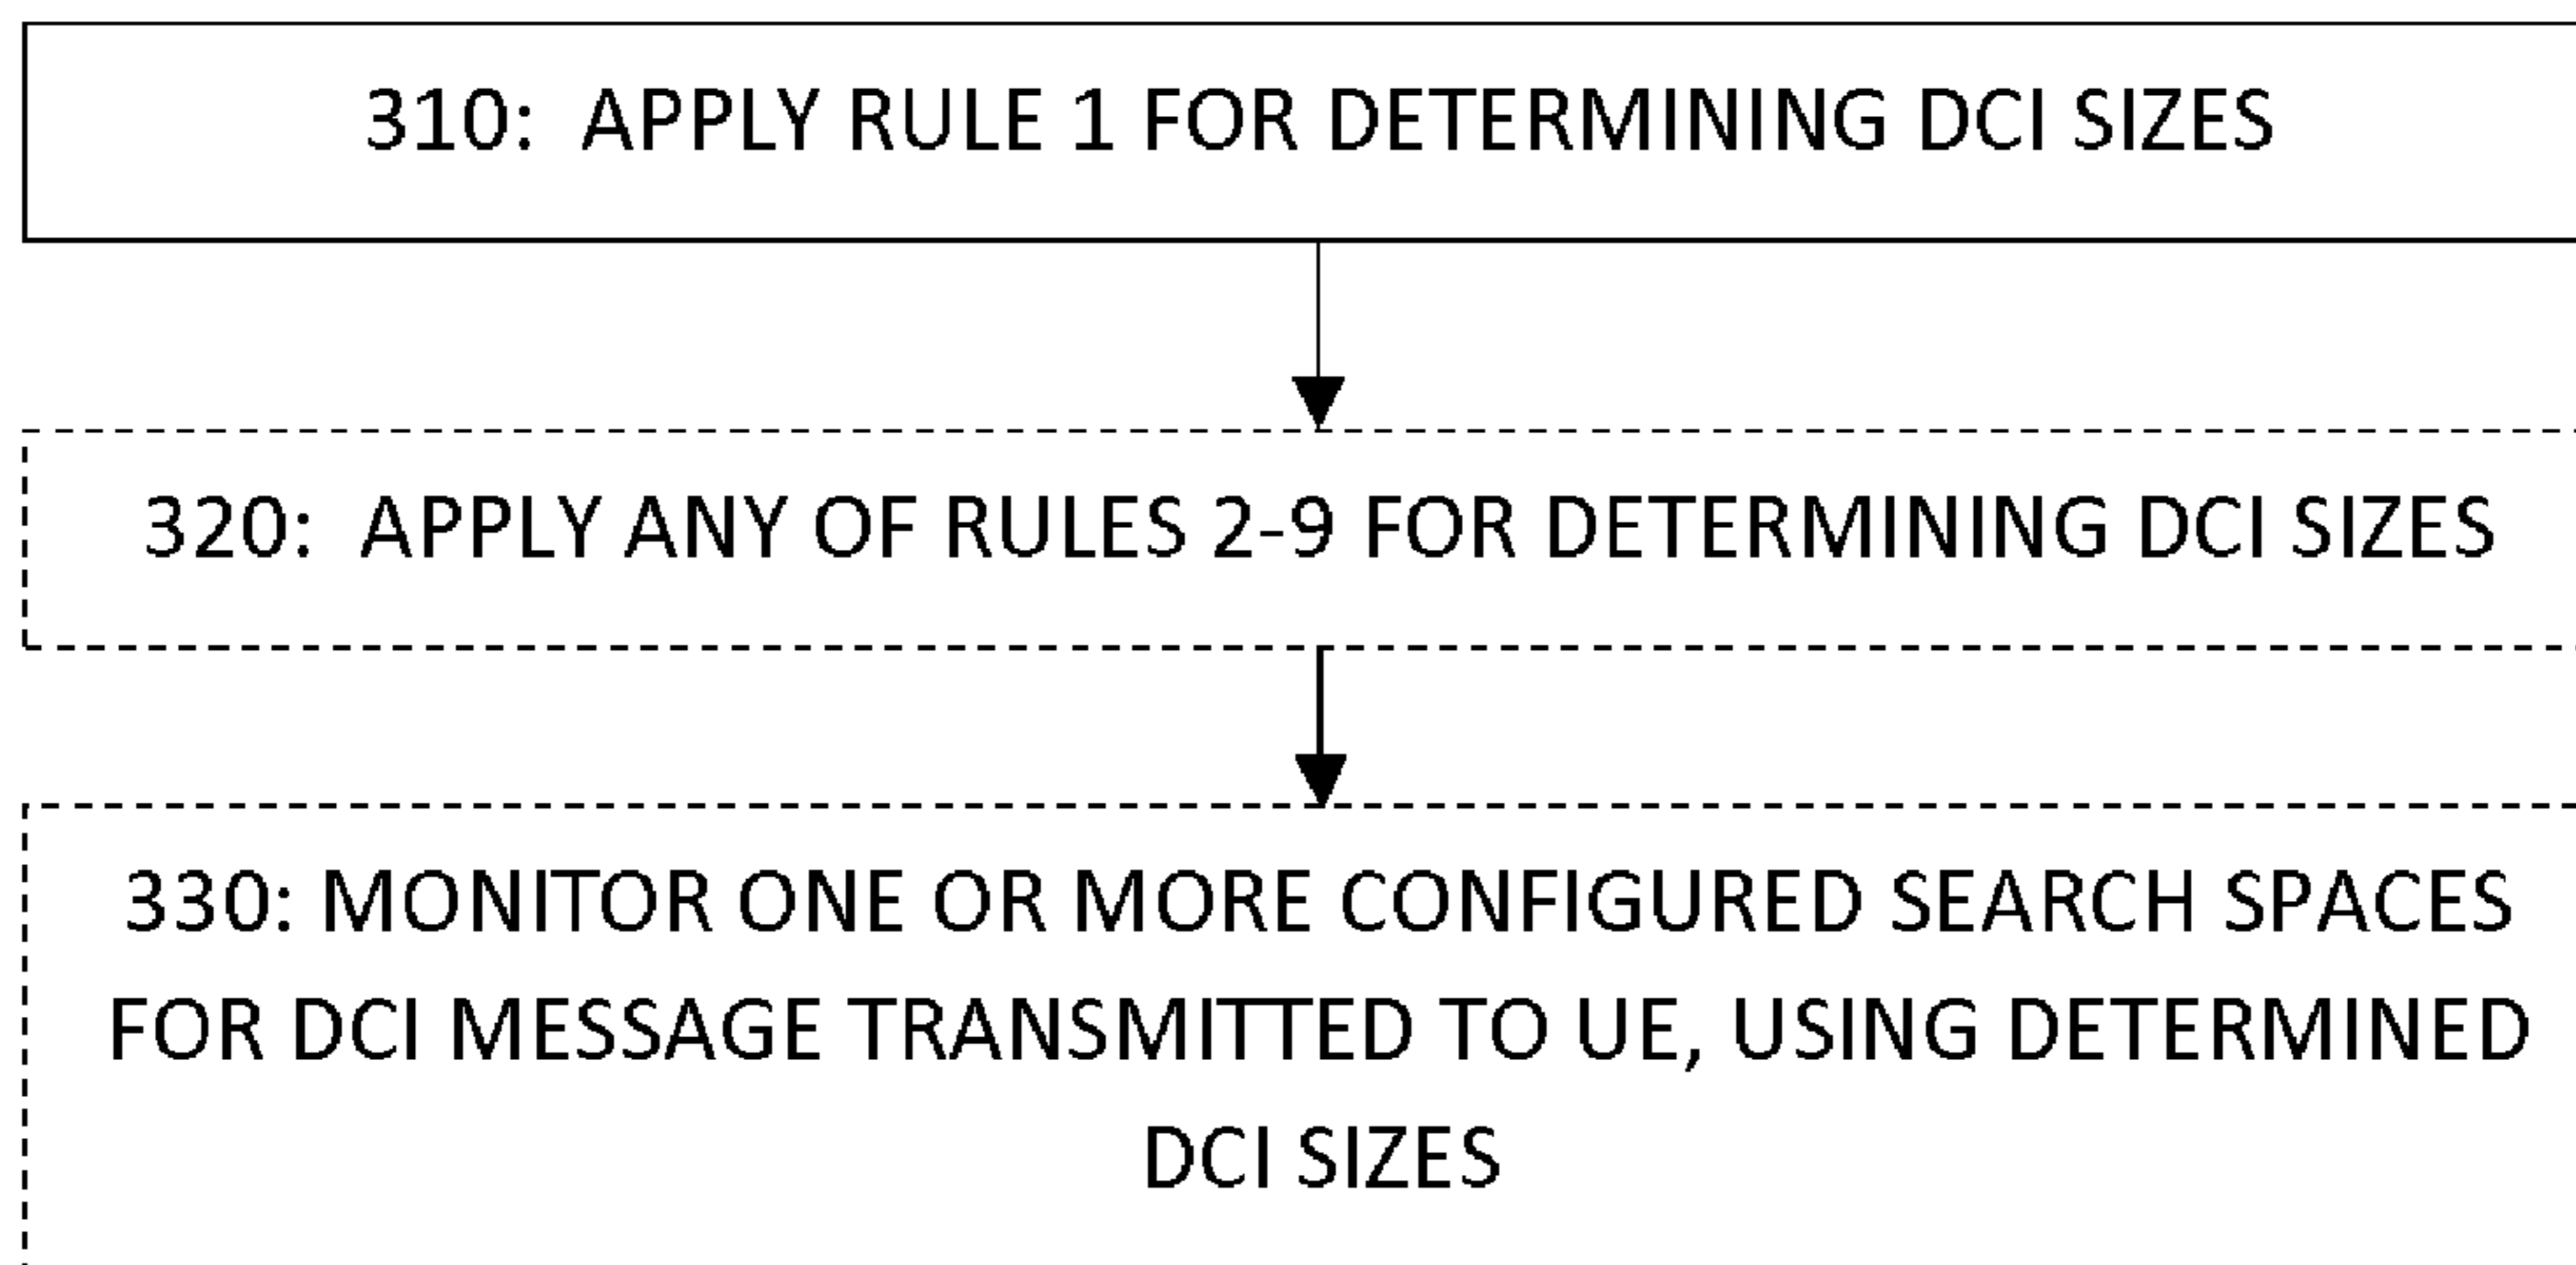 310: APPLY RULE 1 FOR DETERMINING DCI SIZES
320: APPLY ANY OF RULES 2-9 FOR DETERMINING DCI SIZES
330: MONITOR ONE OR MORE CONFIGURED SEARCH SPACES
FOR DCI MESSAGE TRANSMITTED TO UE, USING DETERMINED
DCI SIZES